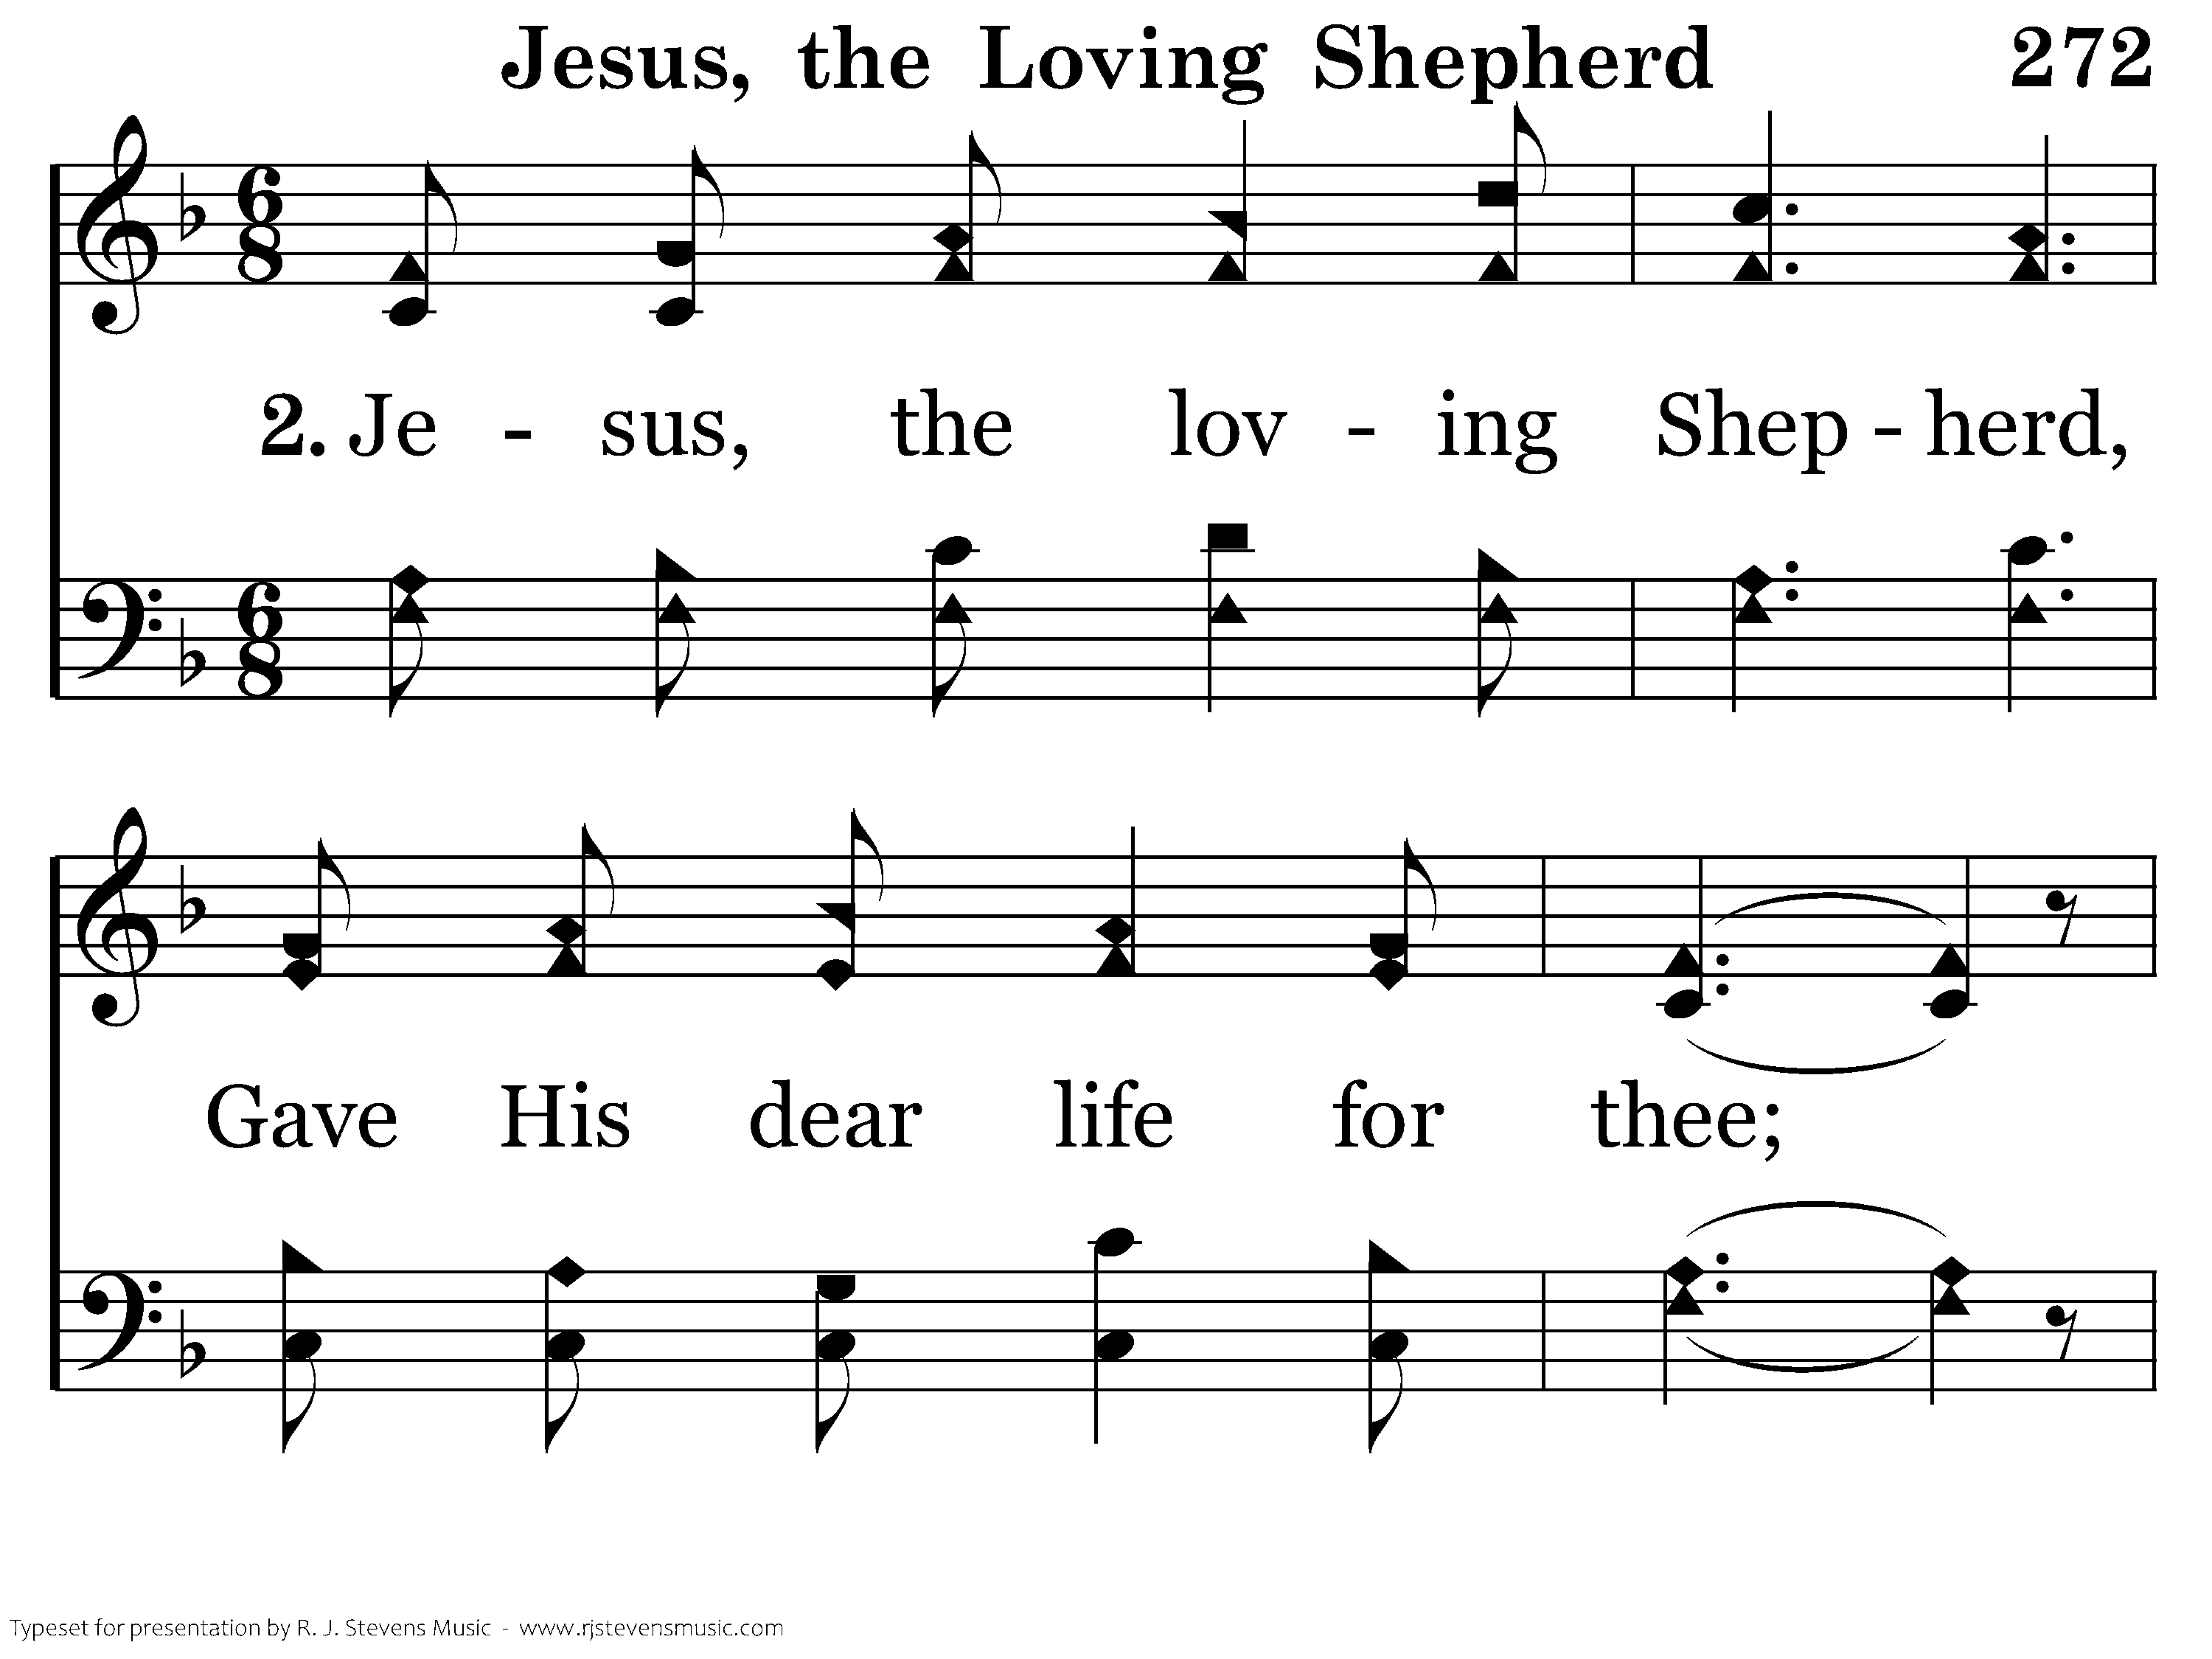 Jesus, the Loving Shepherd 272
2. Je - sus, the lov - ing Shep - herd,
Gave His dear life for thee;
Typeset for presentation by R. J. Stevens Music - www.rjstevensmusic.com